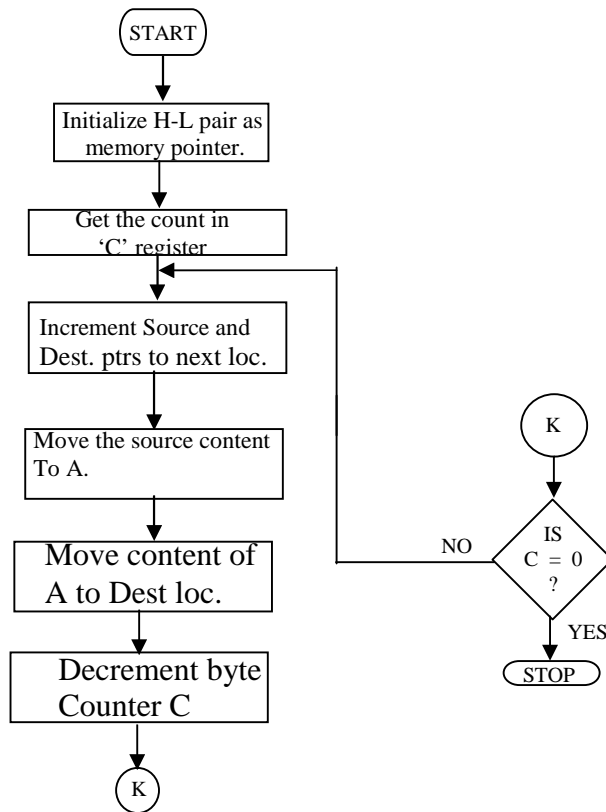 START
Initialize H-L pair as
memory pointer.
Get the count in
‘C’ register
Increment Source and
Dest. ptrs to next loc.
Move the source content
To A.
Move content of
A to Dest loc.
Decrement byte
Counter C
K
K
IS
C = 0
?
NO
YES
STOP